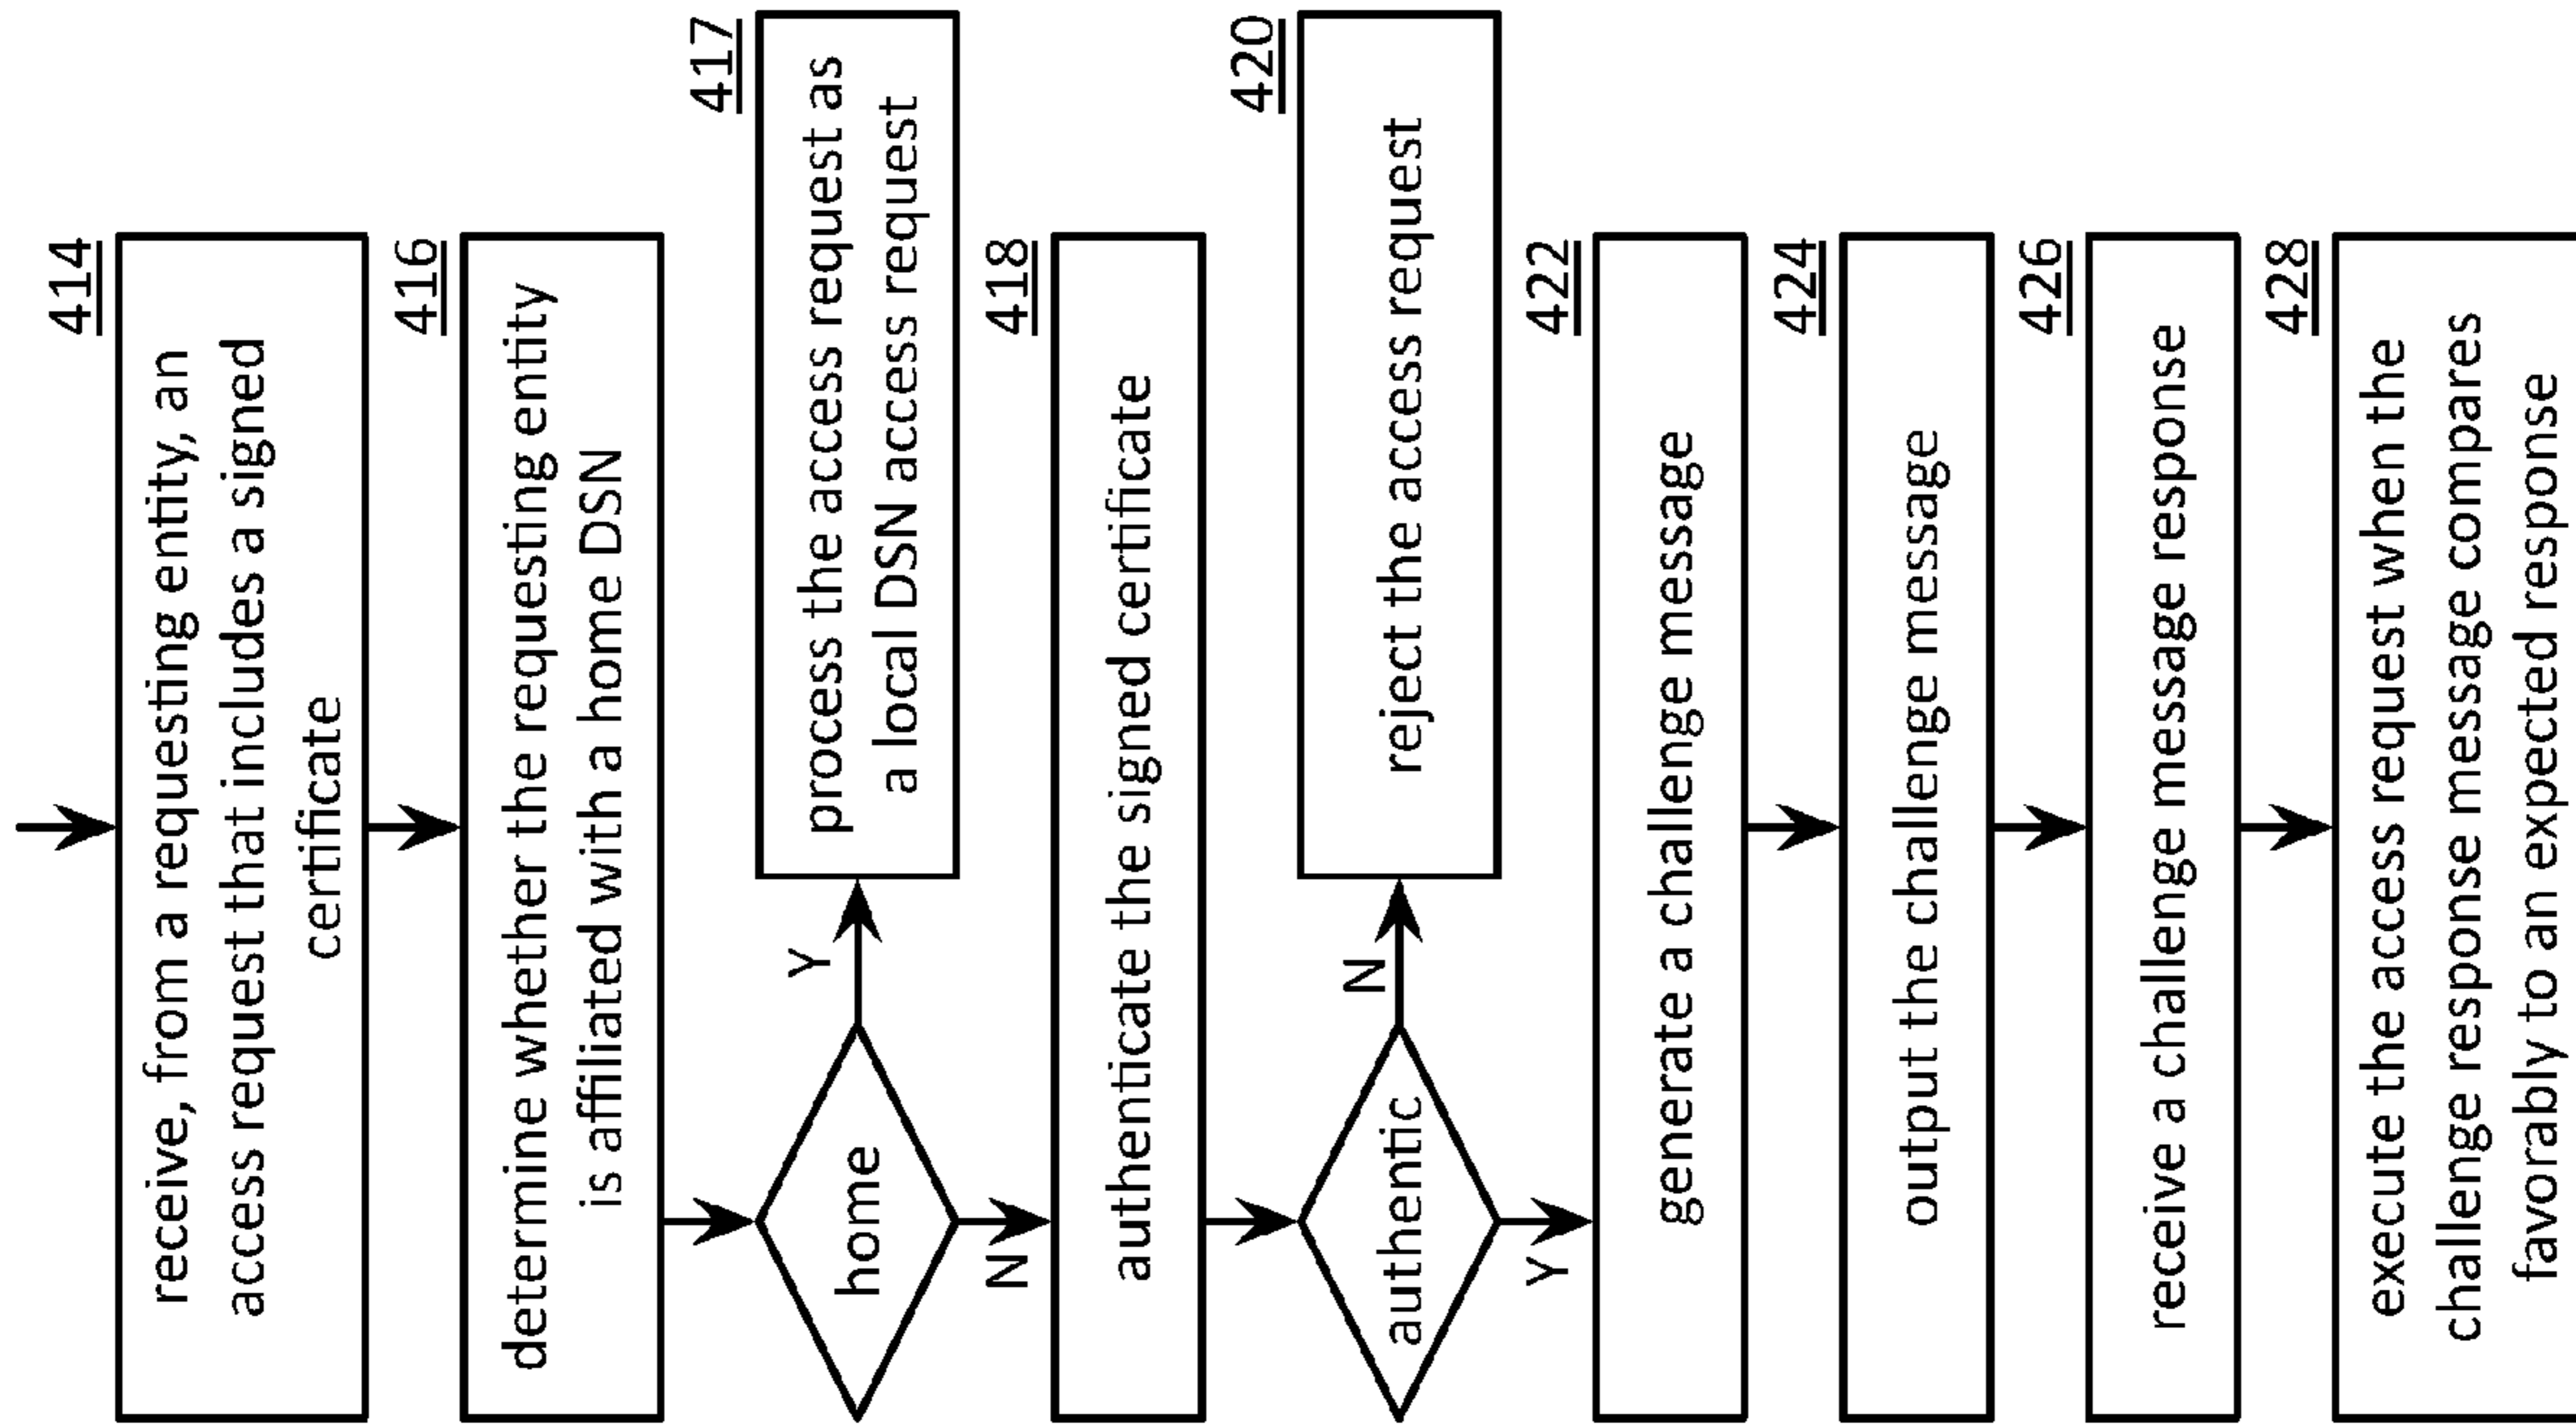 414
receive, from a requesting entity, an
access request that includes a signed
certificate
416
determine whether the requesting entity
is affiliated with a home DSN
home
Y
417
process the access request as
a local DSN access request
N
418
authenticate the signed certificate
authentic
N
420
reject the access request
Y
422
generate a challenge message
424
output the challenge message
426
receive a challenge message response
428
execute the access request when the
challenge response message compares
favorably to an expected response